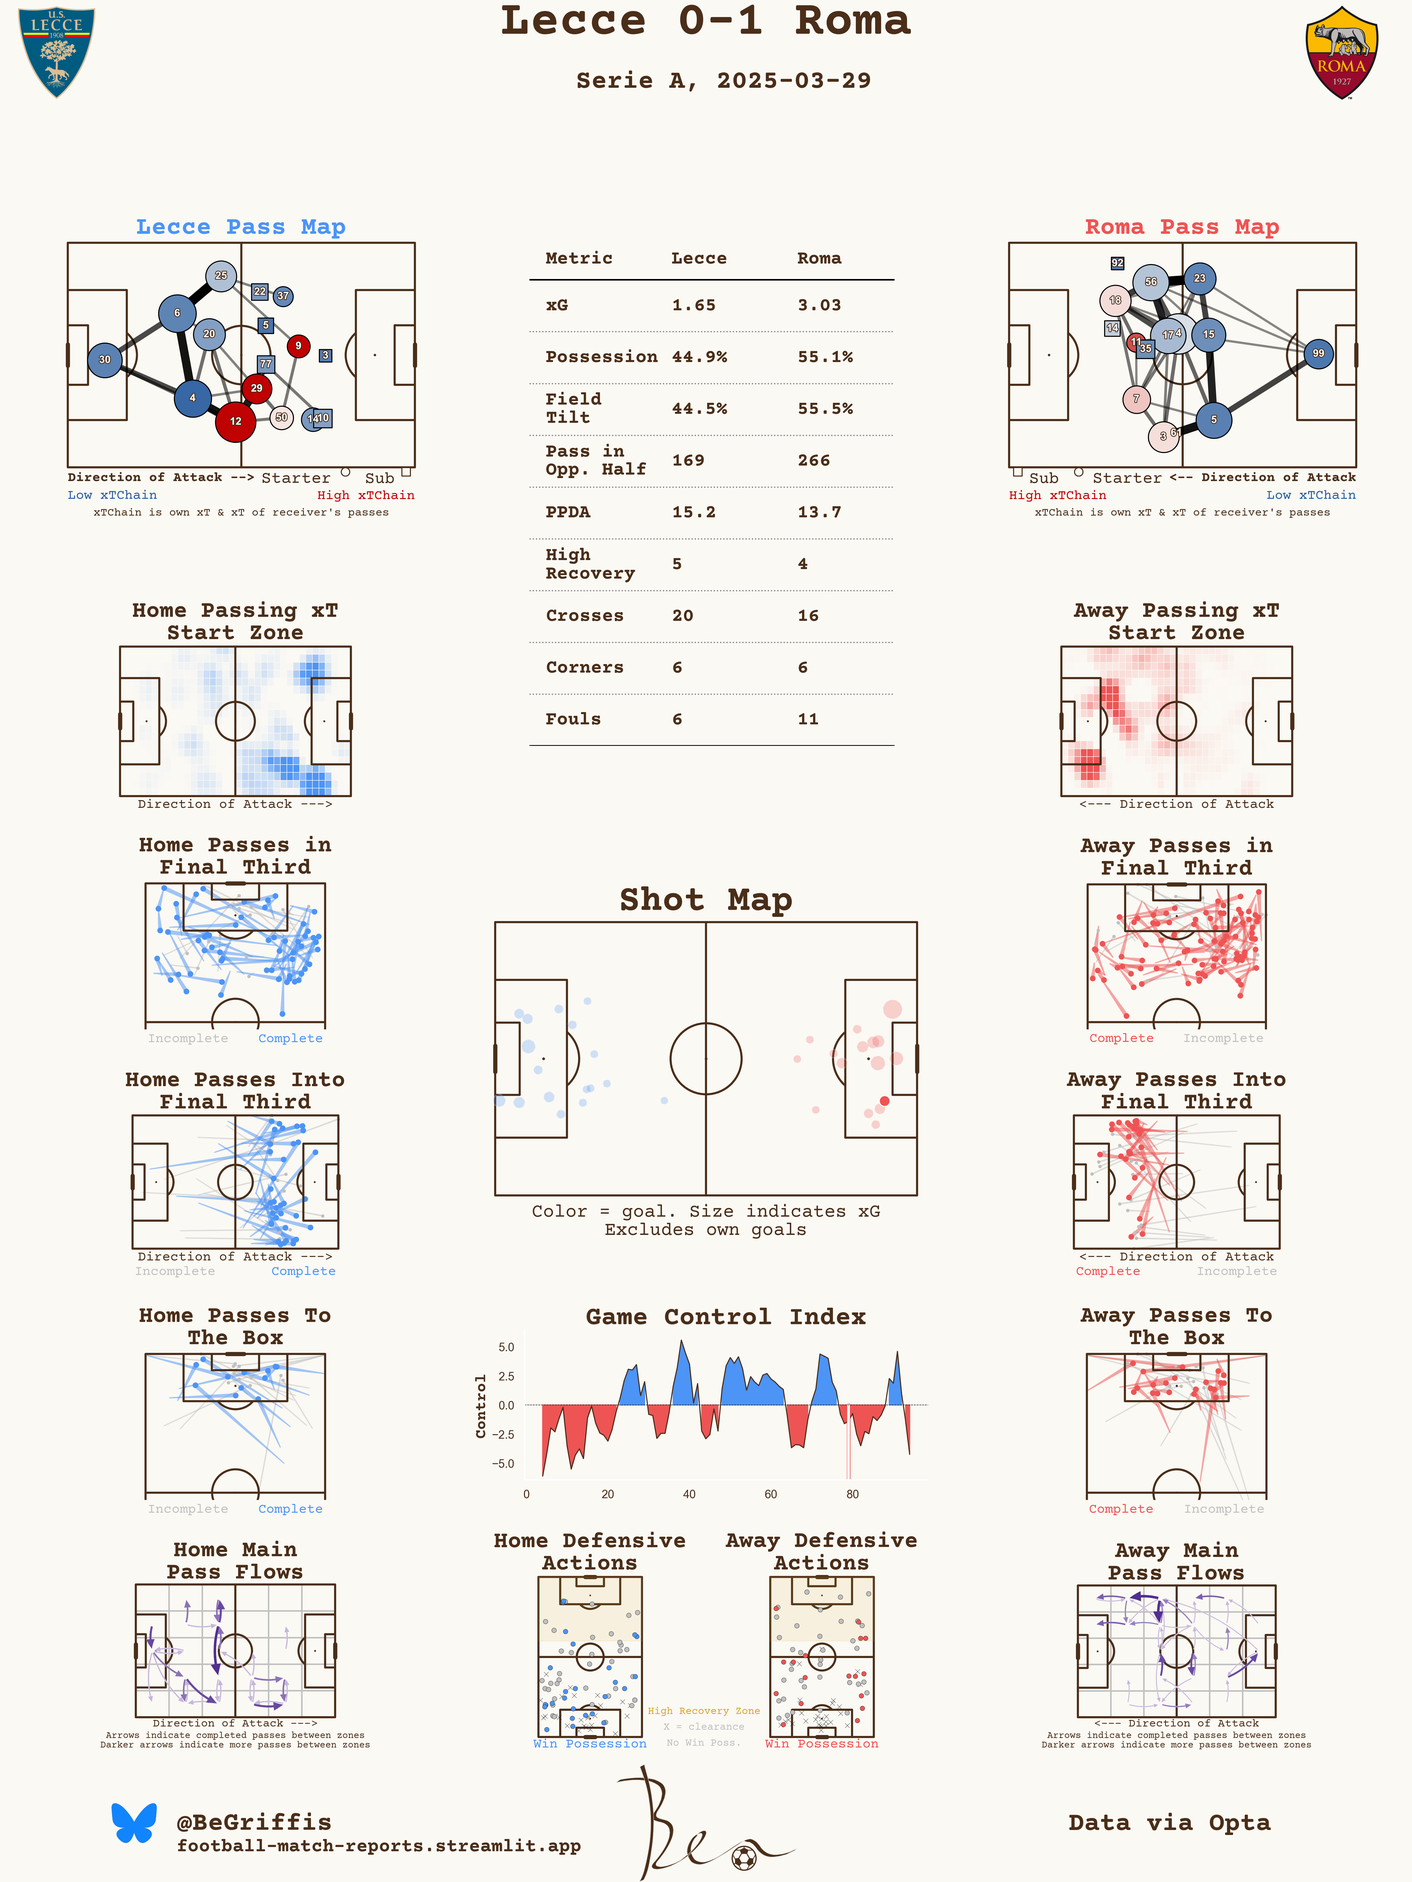 Lecce 0-1 Roma
Serie A, 2025-03-29
U.S.
LECCE
1908
ROMA
1927
Lecce Pass Map
25
22
37
6
20
5
9
30
77
3
29
4
12
50
14
10
Direction of Attack --> Starter Sub
Low xTChain High xTChain
xTChain is own xT & xT of receiver's passes
Metric Lecce Roma
xG 1.65 3.03
Possession 44.9% 55.1%
Field
Tilt 44.5% 55.5%
Pass in
Opp. Half 169 266
PPDA 15.2 13.7
High
Recovery 5 4
Crosses 20 16
Corners 6 6
Fouls 6 11
Roma Pass Map
92
56
23
18
14
17
4
15
11
35
99
7
3
61
5
Sub Starter <-- Direction of Attack
High xTChain Low xTChain
xTChain is own xT & xT of receiver's passes
Home Passing xT
Start Zone
Direction of Attack --->
Away Passing xT
Start Zone
<--- Direction of Attack
Home Passes in
Final Third
Incomplete Complete
Away Passes in
Final Third
Complete Incomplete
Shot Map
Color = goal. Size indicates xG
Excludes own goals
Home Passes Into
Final Third
Direction of Attack --->
Incomplete Complete
Away Passes Into
Final Third
<--- Direction of Attack
Complete Incomplete
Home Passes To
The Box
Incomplete Complete
Game Control Index
Control
5.0
2.5
0.0
−2.5
−5.0
0 20 40 60 80
Away Passes To
The Box
Complete Incomplete
Home Main
Pass Flows
Direction of Attack --->
Arrows indicate completed passes between zones
Darker arrows indicate more passes between zones
Home Defensive
Actions
Win Possession
High Recovery Zone
X = clearance
No Win Poss.
Away Defensive
Actions
Win Possession
Away Main
Pass Flows
<--- Direction of Attack
Arrows indicate completed passes between zones
Darker arrows indicate more passes between zones
@BeGriffis
football-match-reports.streamlit.app
Ben
Data via Opta